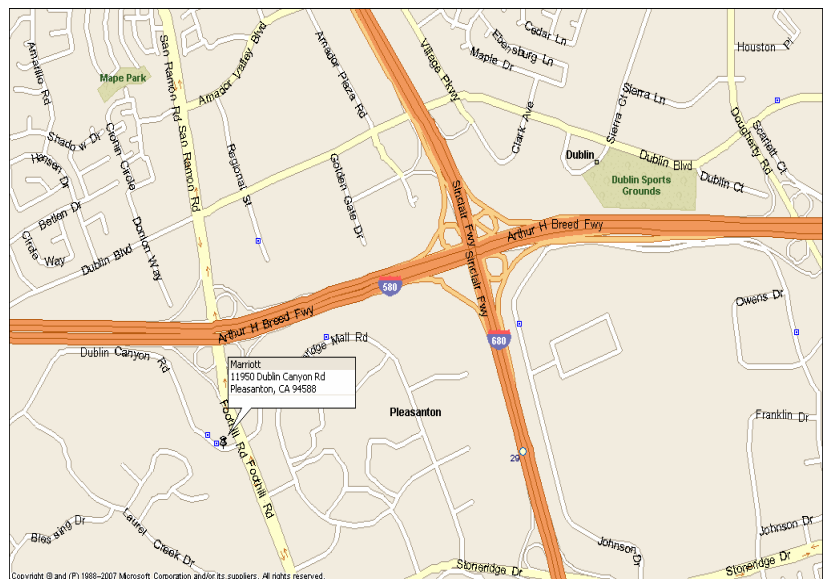 Cedar Ln
Ebensburg Ln
Maple Dr
Houston Pl
Amarillo Rd
San Ramon Rd San Ramon Rd
Amador Valley Blvd
Amador Plaza Rd
Village Pkwy
Mape Park
Sierra Ln
Sierra Ct
Clark Ave
Dougherty Rd
Scarlett Ct
Shadow Dr
Cronin Circle
Hansen Dr
Regional St
Golden Gate Dr
Dublin
Dublin Blvd
Dublin Sports
Grounds
Dublin Ct
Betlen Dr
Donlon Way
Circle Way
Dublin Blvd
Sinclair Fwy Sinclair Fwy
Arthur H Breed Fwy
580
Owens Dr
Arthur H Breed Fwy
680
Dublin Canyon Rd
ridge Mall Rd
Marriott
11950 Dublin Canyon Rd
Pleasanton, CA 94588
Pleasanton
Foothill Rd Foothill Rd
Franklin Dr
29
Blessing Dr
Laurel Creek Dr
Johnson Dr
Johnson Dr
Stoneridge Dr
Stoneridge Dr
Copyright © and (P) 1988–2007 Microsoft Corporation and/or its suppliers. All rights reserved.